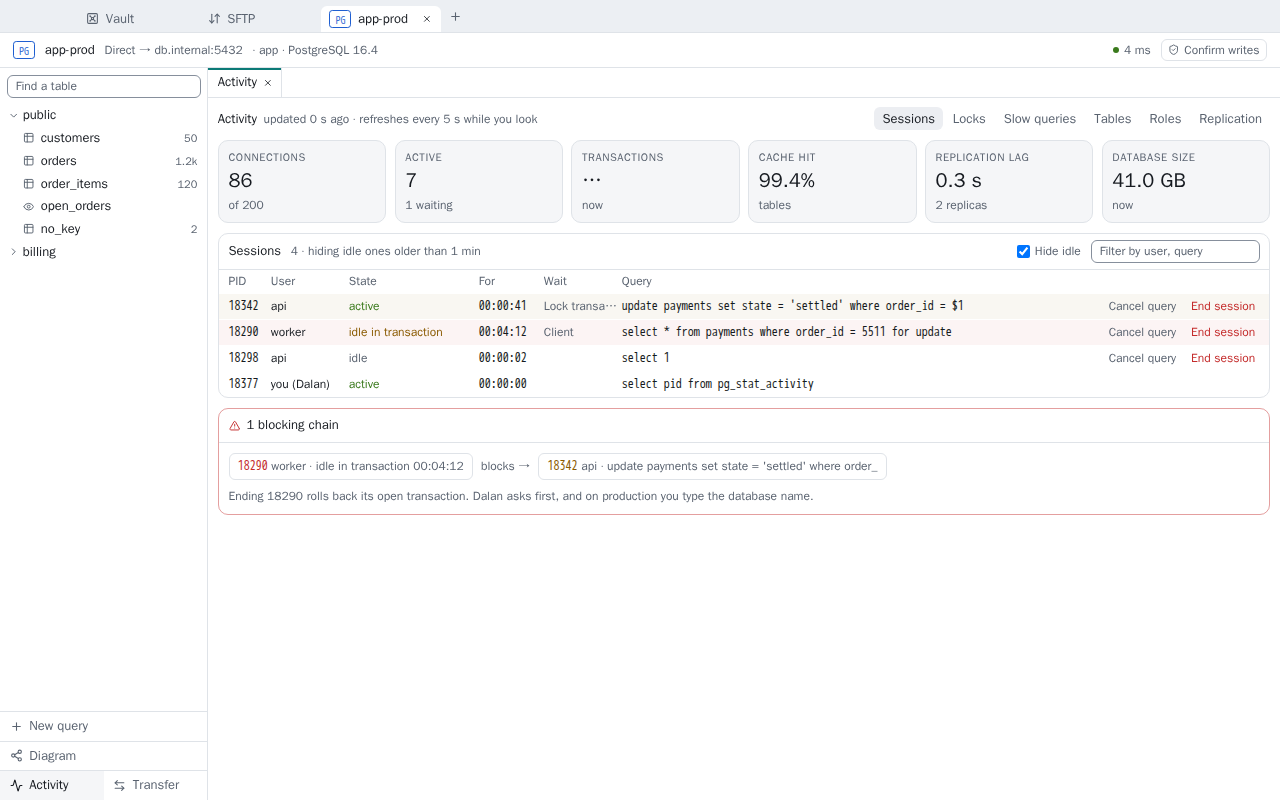 Vault
SFTP
PG app-prod × +
PG app-prod Direct → db.internal:5432 · app · PostgreSQL 16.4
4 ms
Confirm writes
Find a table
public
customers 50
orders 1.2k
order_items 120
open_orders
no_key 2
billing
New query
Diagram
Activity
Transfer
Activity ×
Activity updated 0 s ago · refreshes every 5 s while you look
Sessions Locks Slow queries Tables Roles Replication
CONNECTIONS
86
of 200
ACTIVE
7
1 waiting
TRANSACTIONS
···
now
CACHE HIT
99.4%
tables
REPLICATION LAG
0.3 s
2 replicas
DATABASE SIZE
41.0 GB
now
Sessions 4 · hiding idle ones older than 1 min
Hide idle
Filter by user, query
PID User State For Wait Query
18342 api active 00:00:41 Lock transa··· update payments set state = 'settled' where order_id = $1 Cancel query End session
18290 worker idle in transaction 00:04:12 Client select * from payments where order_id = 5511 for update Cancel query End session
18298 api idle 00:00:02 select 1 Cancel query End session
18377 you (Dalan) active 00:00:00 select pid from pg_stat_activity
1 blocking chain
18290 worker · idle in transaction 00:04:12 blocks → 18342 api · update payments set state = 'settled' where order_
Ending 18290 rolls back its open transaction. Dalan asks first, and on production you type the database name.